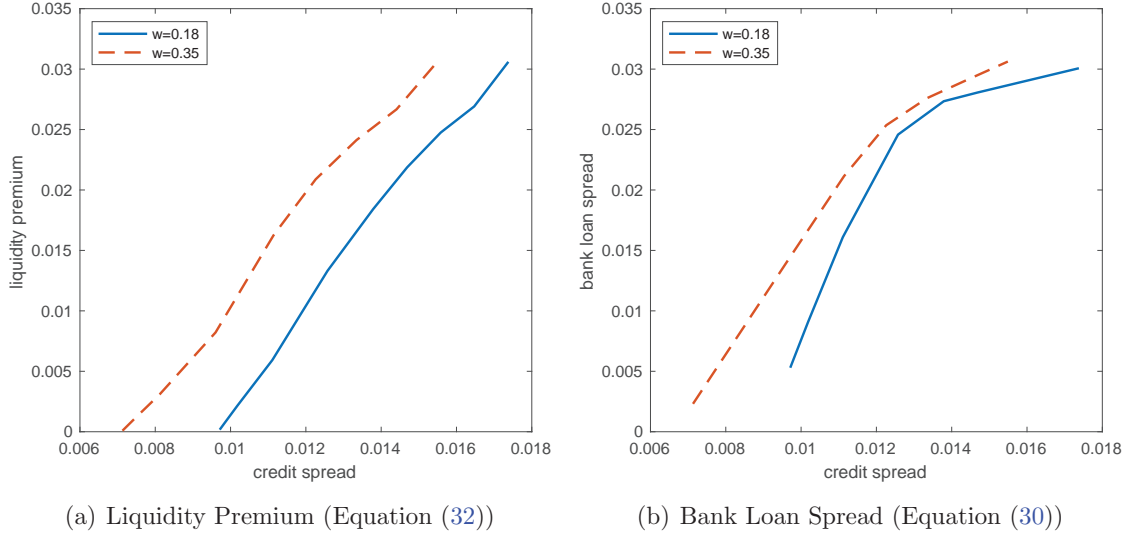 0.035
0.03
0.025
0.02
0.015
0.01
0.005
0
liquidity premium
w=0.18
w=0.35
0.006 0.008 0.01 0.012 0.014 0.016 0.018
credit spread
(a) Liquidity Premium (Equation (32))
0.035
0.03
0.025
0.02
0.015
0.01
0.005
0
bank loan spread
w=0.18
w=0.35
0.006 0.008 0.01 0.012 0.014 0.016 0.018
credit spread
(b) Bank Loan Spread (Equation (30))